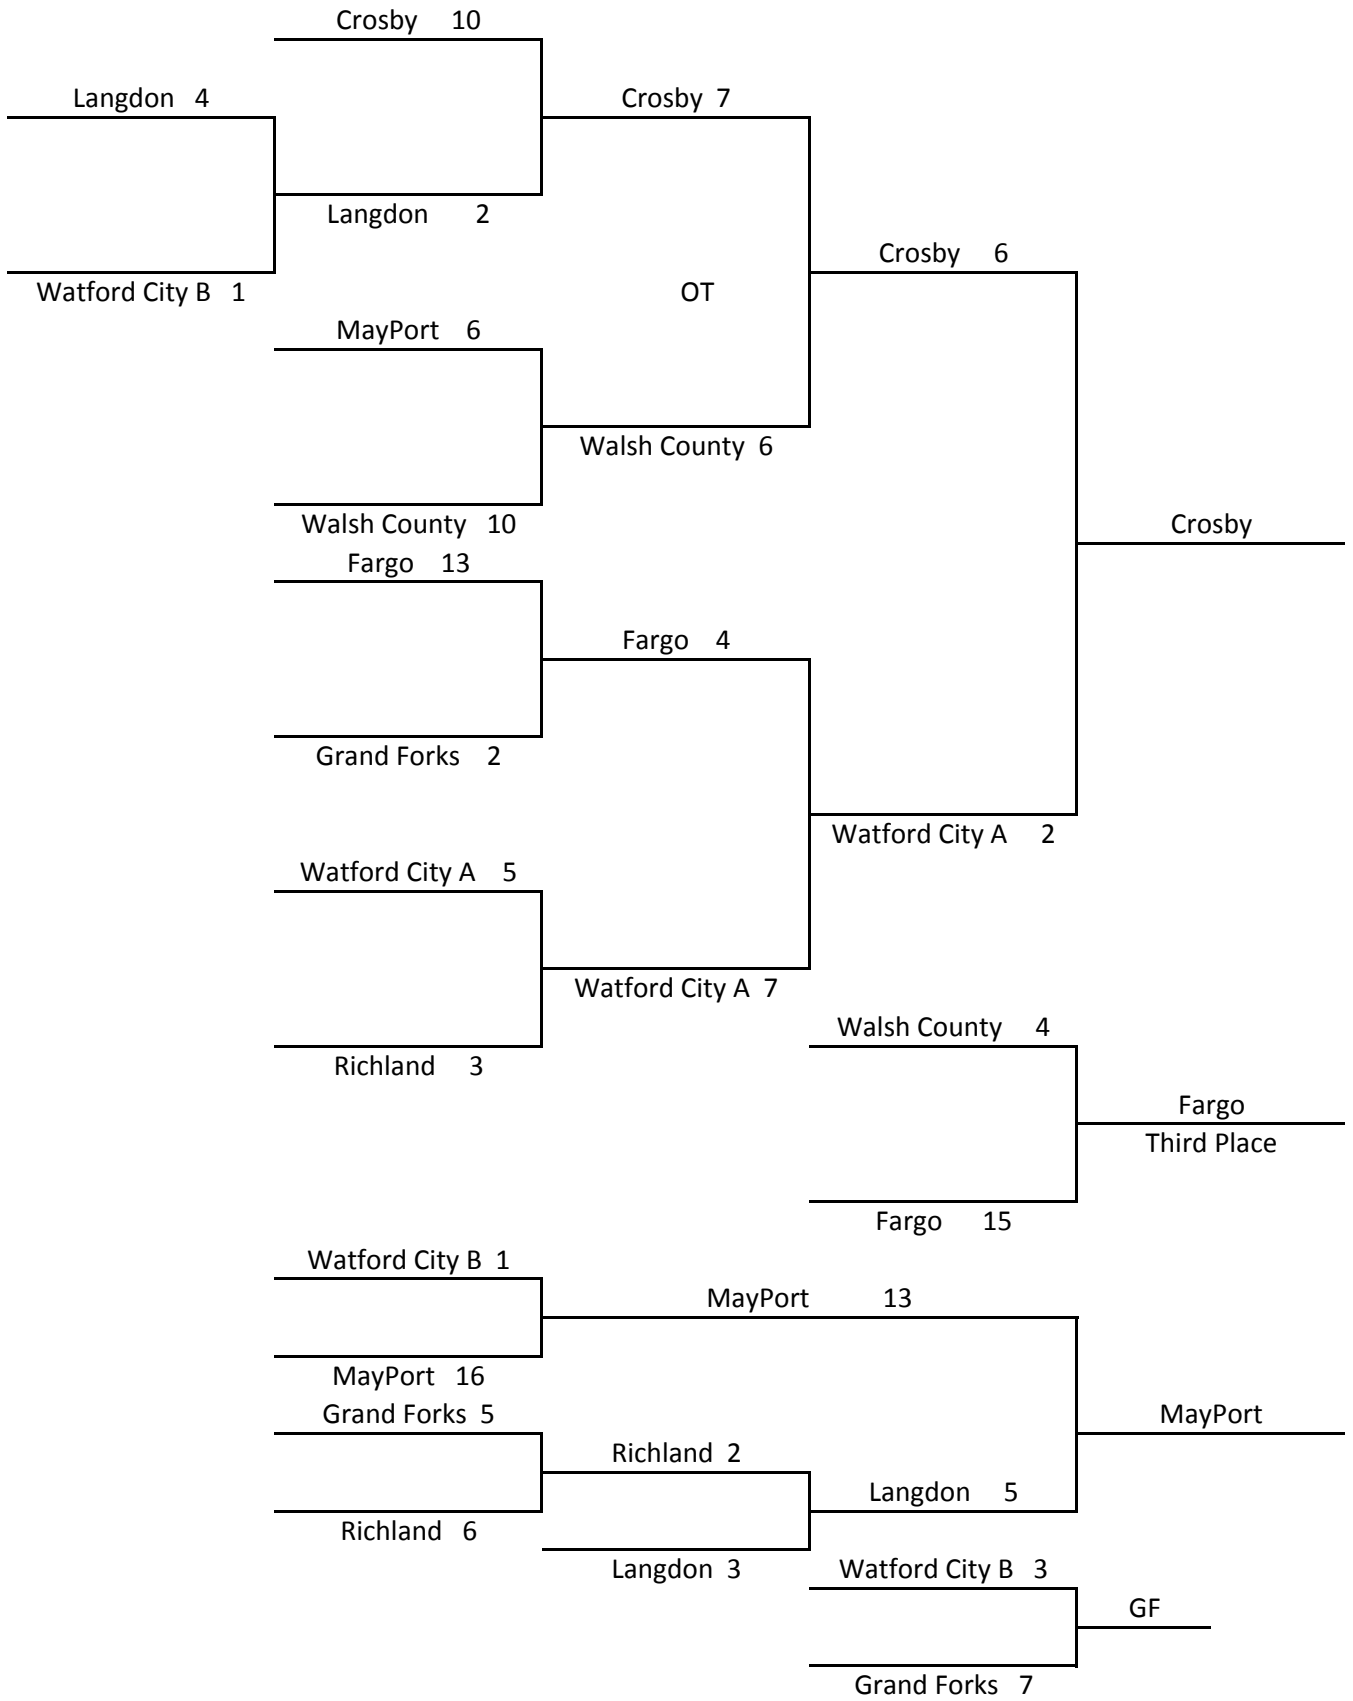 Crosby 10
Langdon 4
Crosby 7
Langdon 2
Crosby 6
Watford City B 1
OT
MayPort 6
Walsh County 6
Walsh County 10
Crosby
Fargo 13
Fargo 4
Grand Forks 2
Watford City A 2
Watford City A 5
Watford City A 7
Walsh County 4
Richland 3
Fargo
Third Place
Fargo 15
Watford City B 1
MayPort 13
MayPort 16
Grand Forks 5
MayPort
Richland 2
Langdon 5
Richland 6
Langdon 3
Watford City B 3
GF
Grand Forks 7